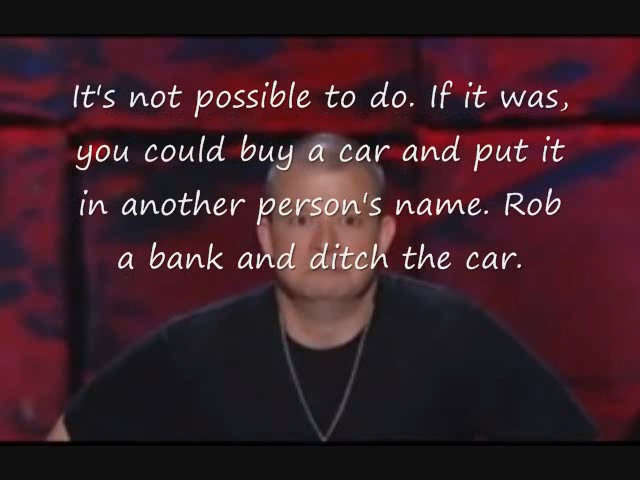 It's not possible to do. If it was,
you could buy a car and put it
in another person's name. Rob
a bank and ditch the car.